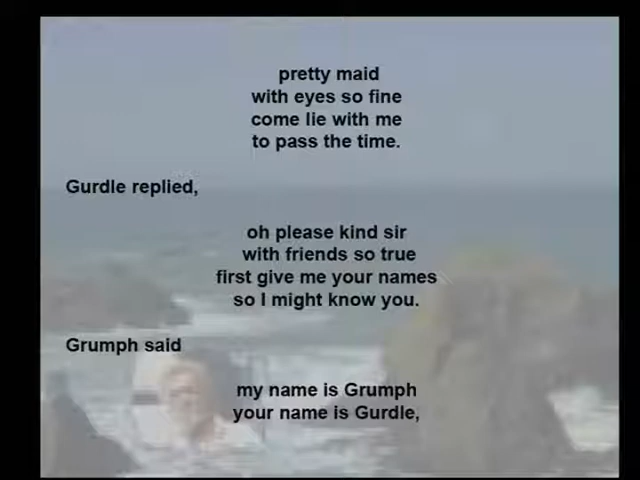 pretty maid
with eyes so fine
come lie with me
to pass the time.
Gurdle replied,
oh please kind sir
with friends so true
first give me your names
so I might know you.
Grumph said
my name is Grumph
your name is Gurdle,